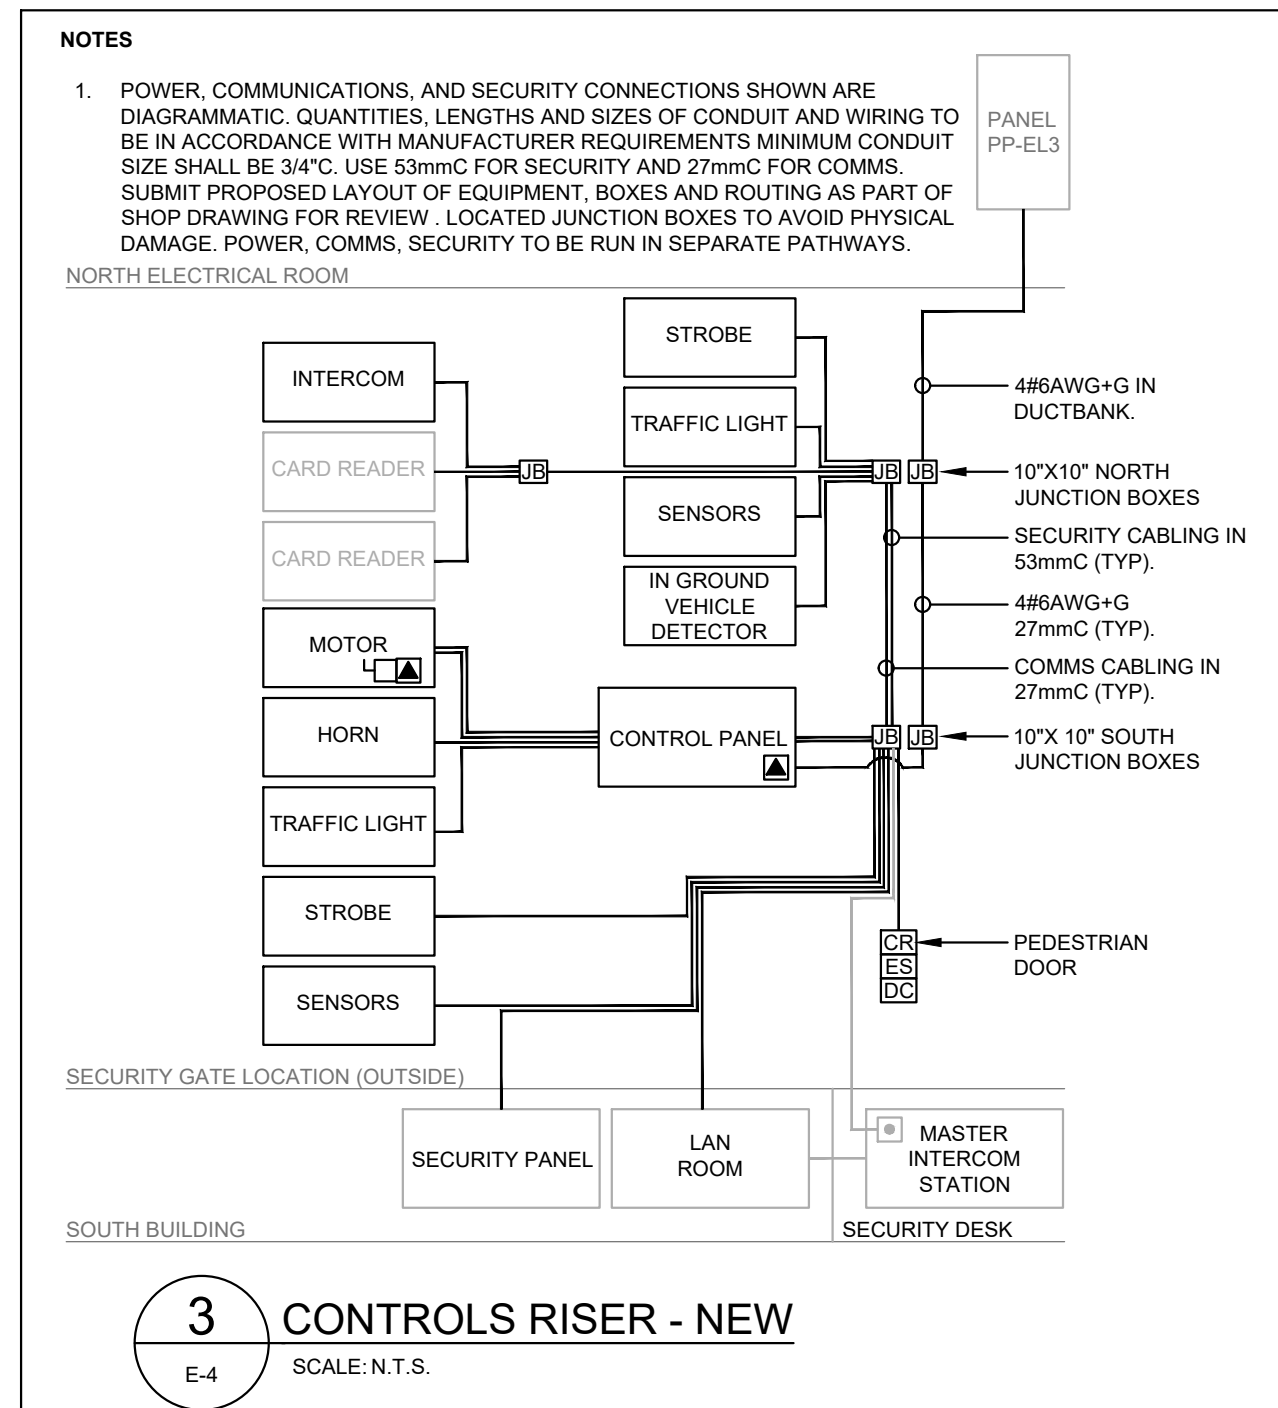 NOTES
1. POWER, COMMUNICATIONS, AND SECURITY CONNECTIONS SHOWN ARE
DIAGRAMMATIC. QUANTITIES, LENGTHS AND SIZES OF CONDUIT AND WIRING TO
BE IN ACCORDANCE WITH MANUFACTURER REQUIREMENTS MINIMUM CONDUIT
SIZE SHALL BE 3/4"C. USE 53mmC FOR SECURITY AND 27mmC FOR COMMS.
SUBMIT PROPOSED LAYOUT OF EQUIPMENT, BOXES AND ROUTING AS PART OF
SHOP DRAWING FOR REVIEW . LOCATED JUNCTION BOXES TO AVOID PHYSICAL
DAMAGE. POWER, COMMS, SECURITY TO BE RUN IN SEPARATE PATHWAYS.
PANEL
PP-EL3
NORTH ELECTRICAL ROOM
STROBE
INTERCOM
TRAFFIC LIGHT
CARD READER
JB
JB
JB
SENSORS
CARD READER
IN GROUND
VEHICLE
DETECTOR
4#6AWG+G IN
DUCTBANK.
10"X10" NORTH
JUNCTION BOXES
SECURITY CABLING IN
53mmC (TYP).
4#6AWG+G
27mmC (TYP).
COMMS CABLING IN
27mmC (TYP).
10"X 10" SOUTH
JUNCTION BOXES
MOTOR
HORN
CONTROL PANEL
JB
JB
TRAFFIC LIGHT
STROBE
SENSORS
CR
ES
DC
PEDESTRIAN
DOOR
SECURITY GATE LOCATION (OUTSIDE)
SECURITY PANEL
LAN
ROOM
MASTER
INTERCOM
STATION
SOUTH BUILDING
SECURITY DESK
3
E-4
CONTROLS RISER - NEW
SCALE: N.T.S.